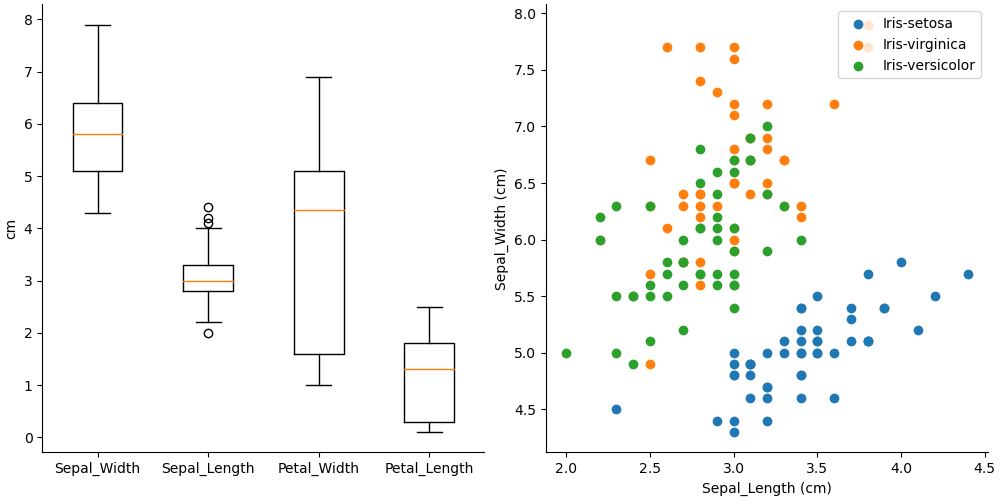 cm
8
7
6
5
4
3
2
1
0
Sepal_Width Sepal_Length Petal_Width Petal_Length
Sepal_Width (cm)
8.0
7.5
7.0
6.5
6.0
5.5
5.0
4.5
2.0 2.5 3.0 3.5 4.0 4.5
Sepal_Length (cm)
Iris-setosa
Iris-virginica
Iris-versicolor